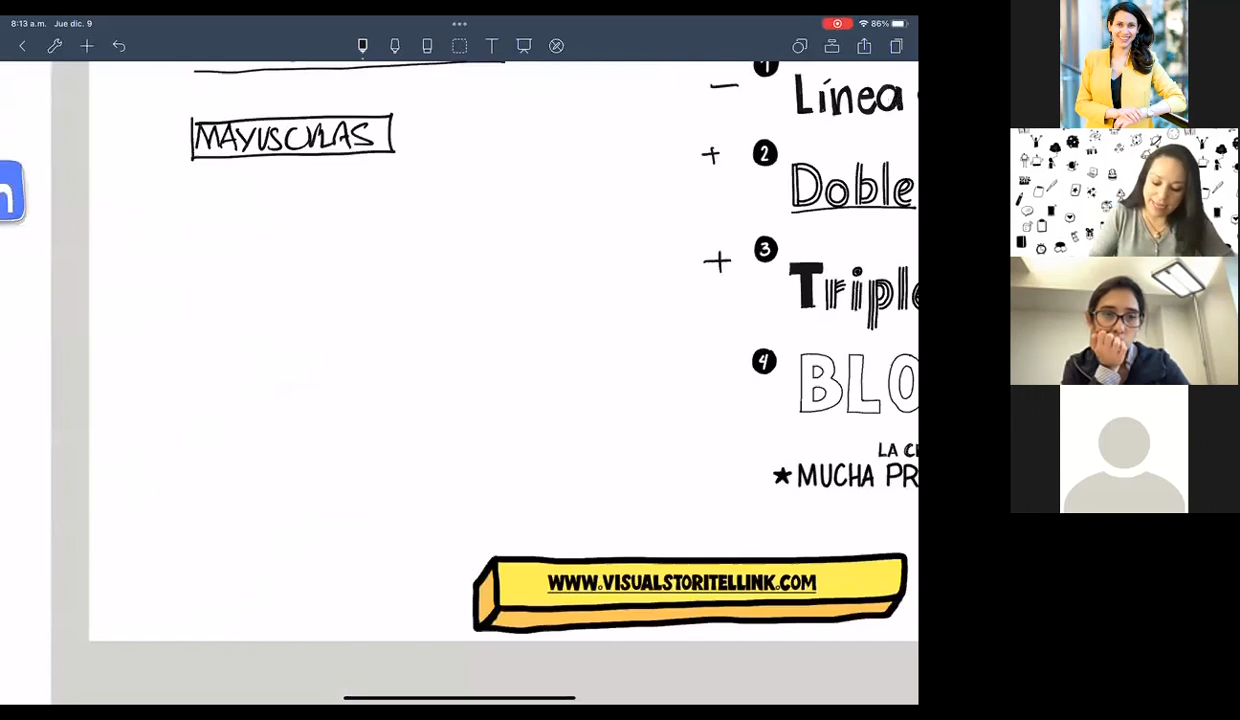 8:13 a.m. Jue dic. 9
86%
MAYUSCULAS
1
Línea
2
Doble
3
Triple
4
BLO
LA CE
★ MUCHA PR
WWW.VISUALSTORITELLINK.COM